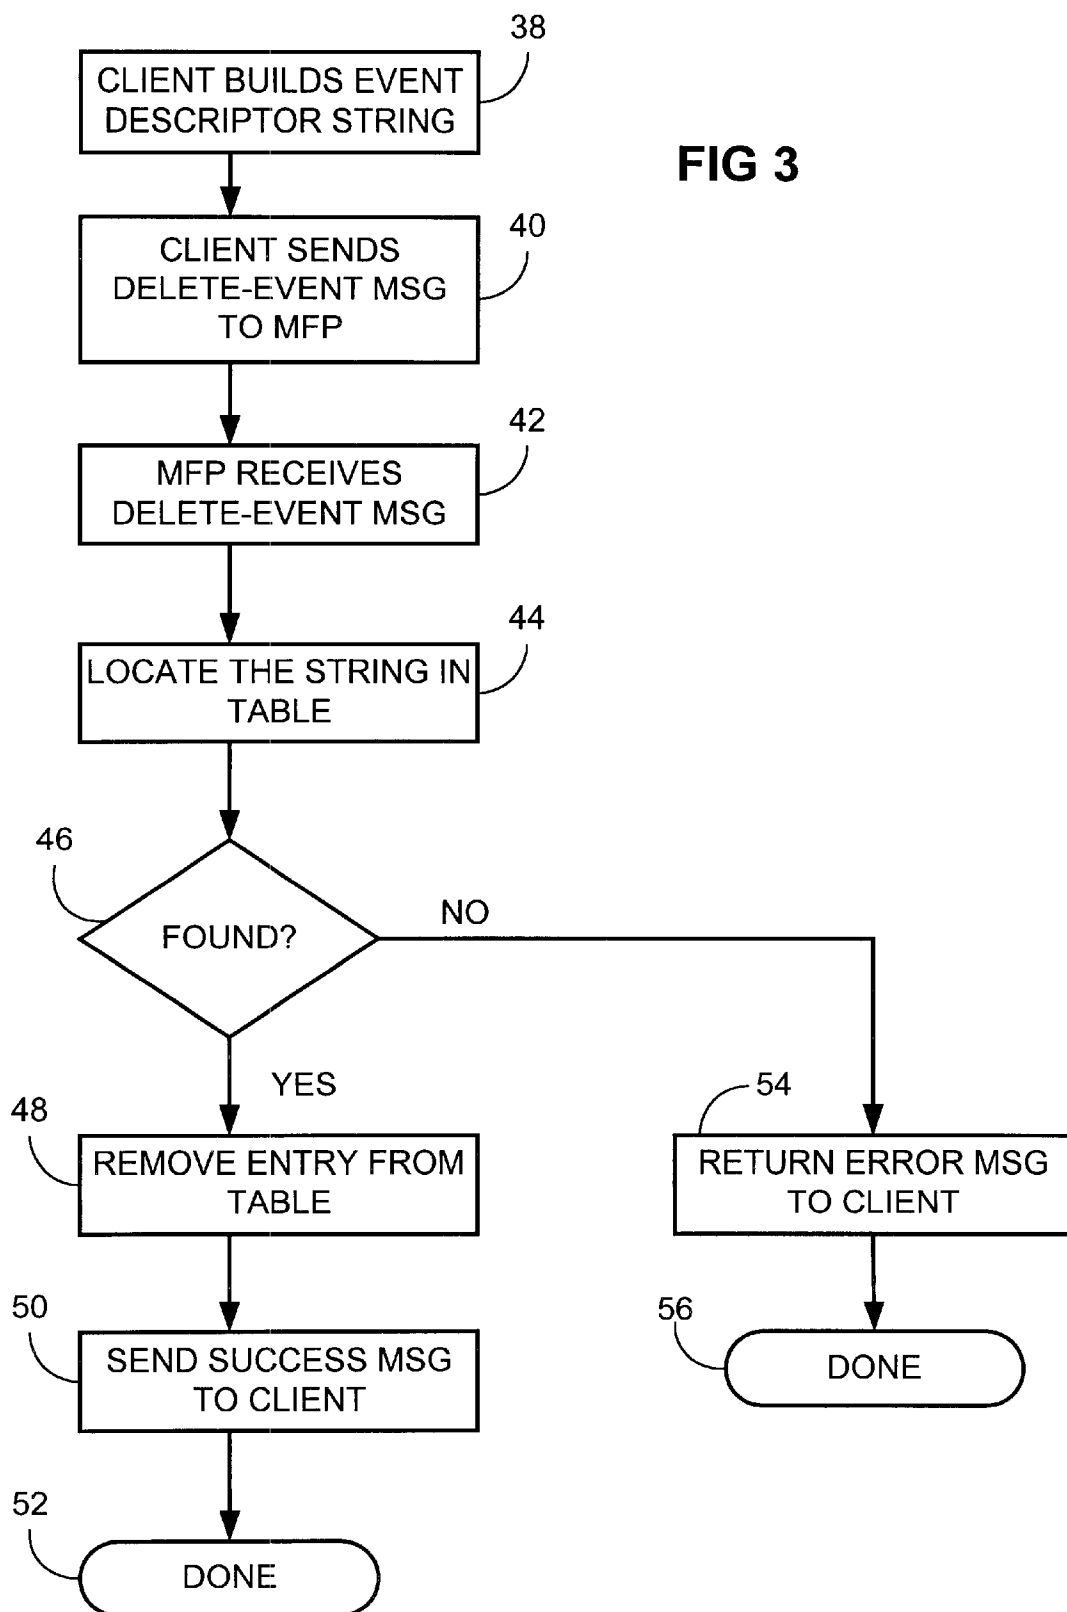 38
CLIENT BUILDS EVENT
DESCRIPTOR STRING
FIG 3
40
CLIENT SENDS
DELETE-EVENT MSG
TO MFP
42
MFP RECEIVES
DELETE-EVENT MSG
44
LOCATE THE STRING IN
TABLE
46
FOUND?
NO
YES
48
REMOVE ENTRY FROM
TABLE
54
RETURN ERROR MSG
TO CLIENT
50
SEND SUCCESS MSG
TO CLIENT
56
DONE
52
DONE